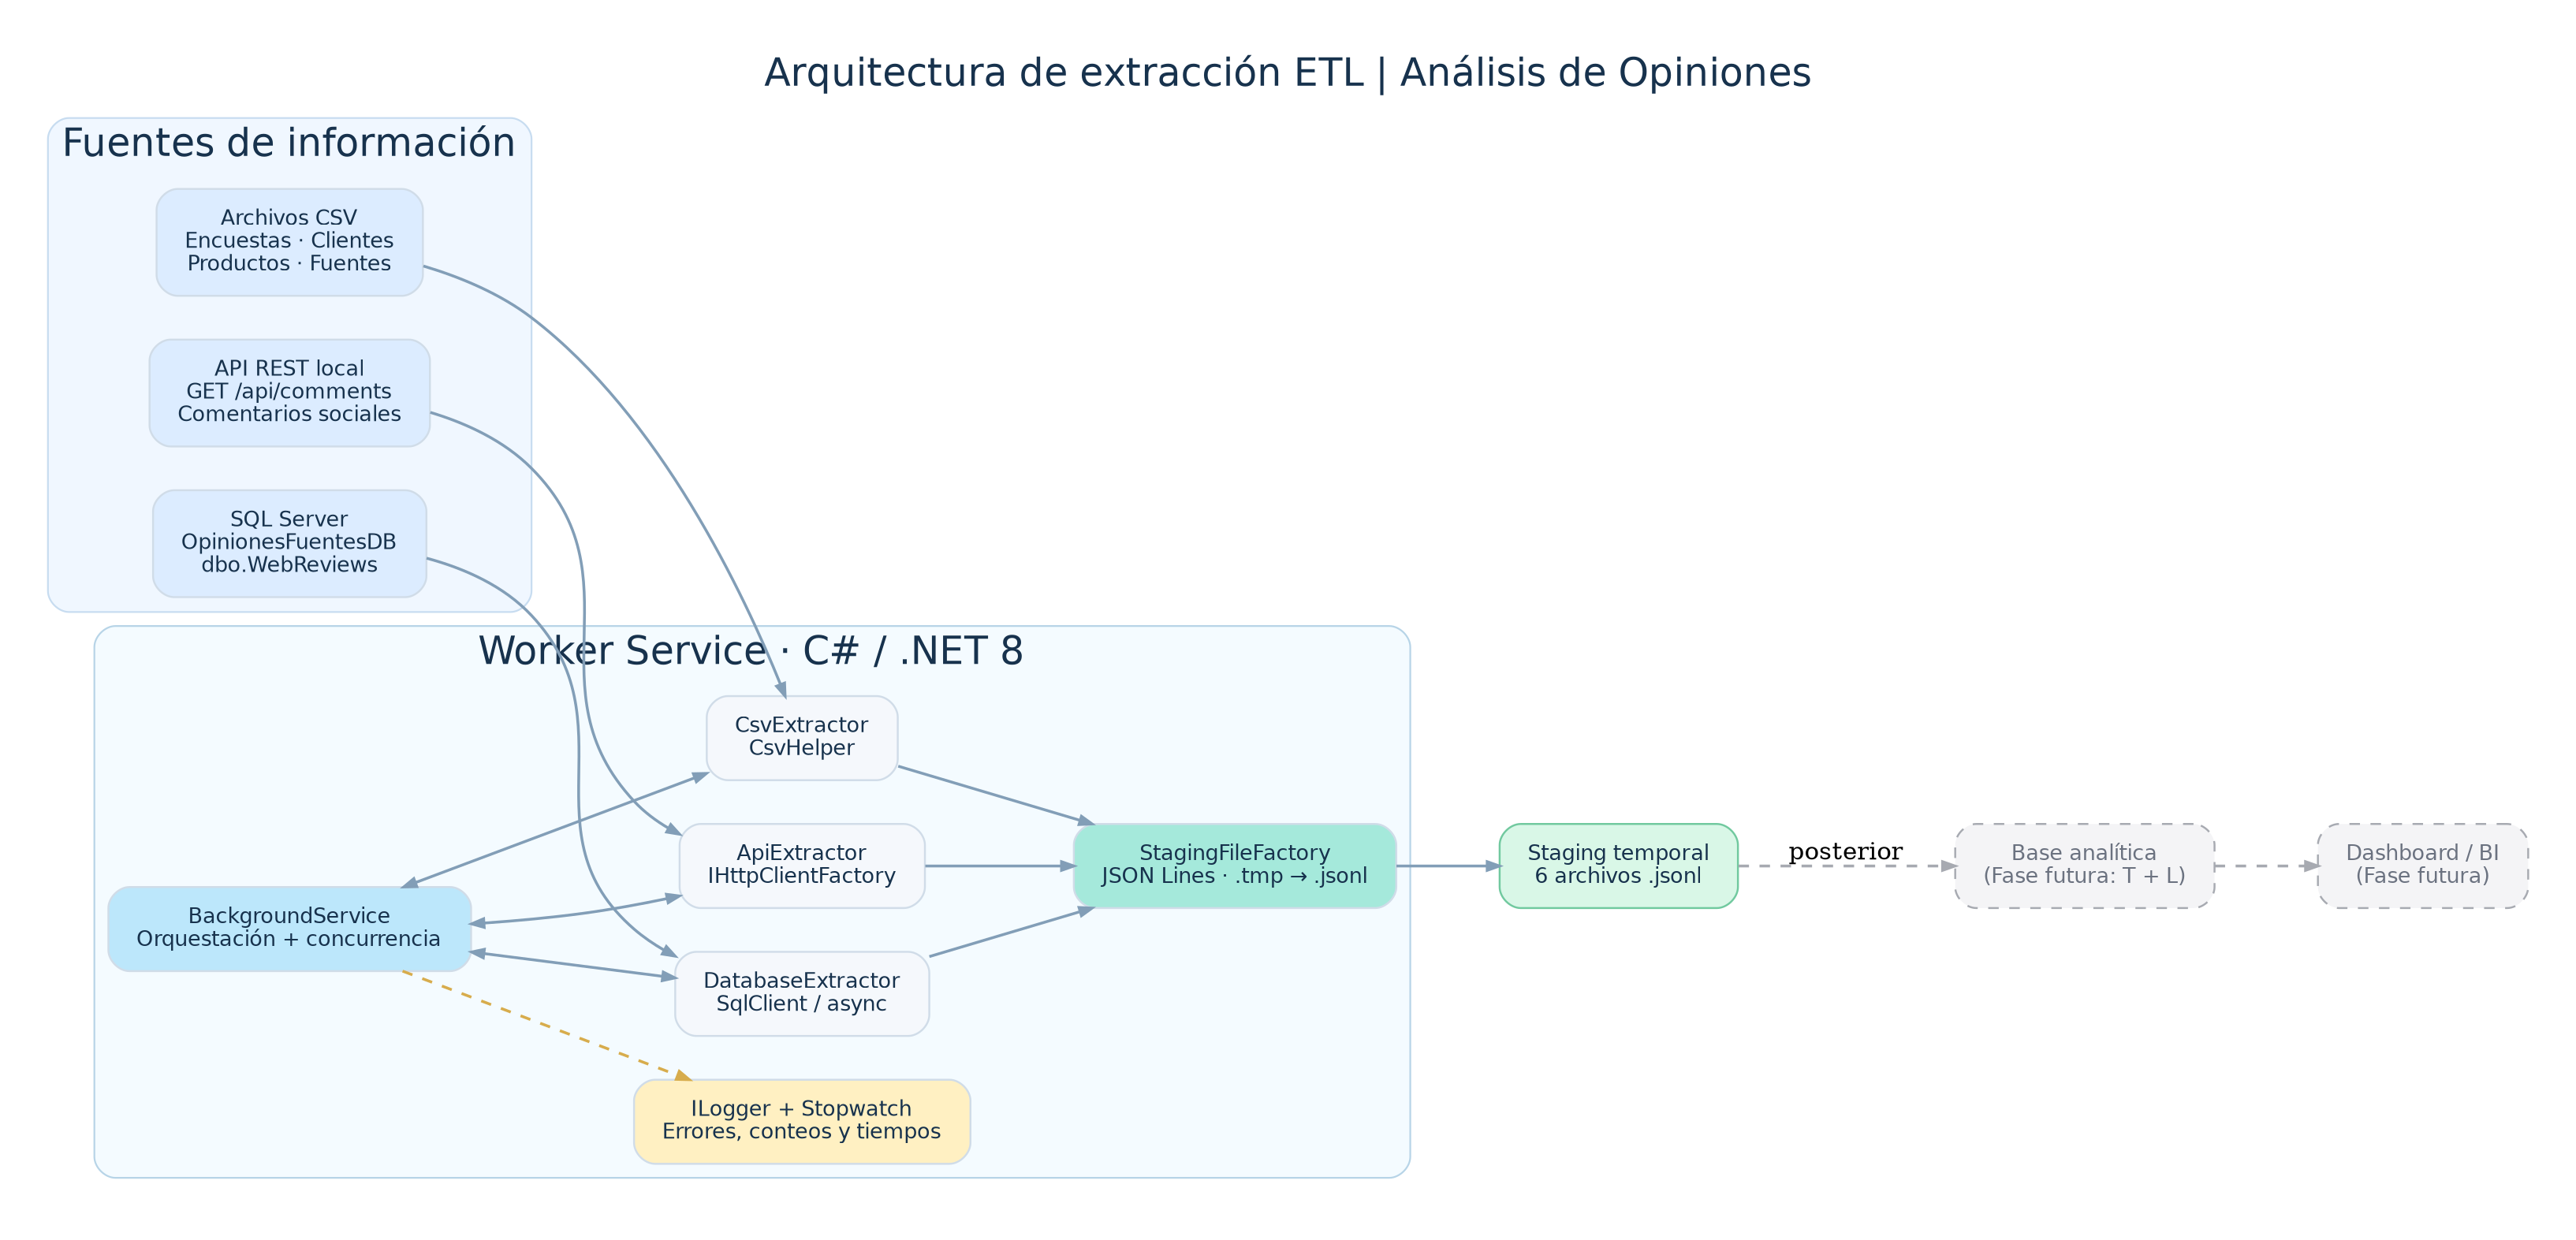 Arquitectura de extracción ETL | Análisis de Opiniones
Fuentes de información
Archivos CSV
Encuestas · Clientes
Productos · Fuentes
API REST local
GET /api/comments
Comentarios sociales
SQL Server
OpinionesFuentesDB
dbo.WebReviews
Worker Service · C# / .NET 8
CsvExtractor
CsvHelper
ApiExtractor
IHttpClientFactory
DatabaseExtractor
SqlClient / async
BackgroundService
Orquestación + concurrencia
ILogger + Stopwatch
Errores, conteos y tiempos
StagingFileFactory
JSON Lines · .tmp → .jsonl
Staging temporal
6 archivos .jsonl
posterior
Base analítica
(Fase futura: T + L)
Dashboard / BI
(Fase futura)